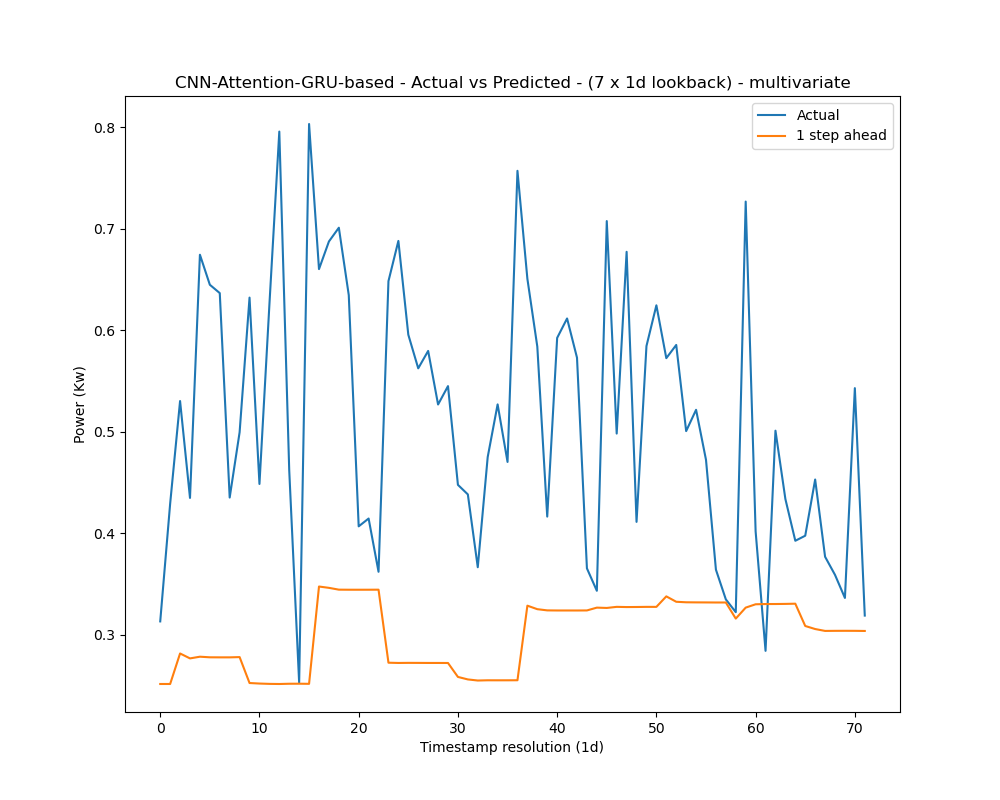 CNN-Attention-GRU-based - Actual vs Predicted - (7 x 1d lookback) - multivariate
Actual
1 step ahead
0.8
0.7
0.6
0.5
0.4
0.3
Power (Kw)
0 10 20 30 40 50 60 70
Timestamp resolution (1d)